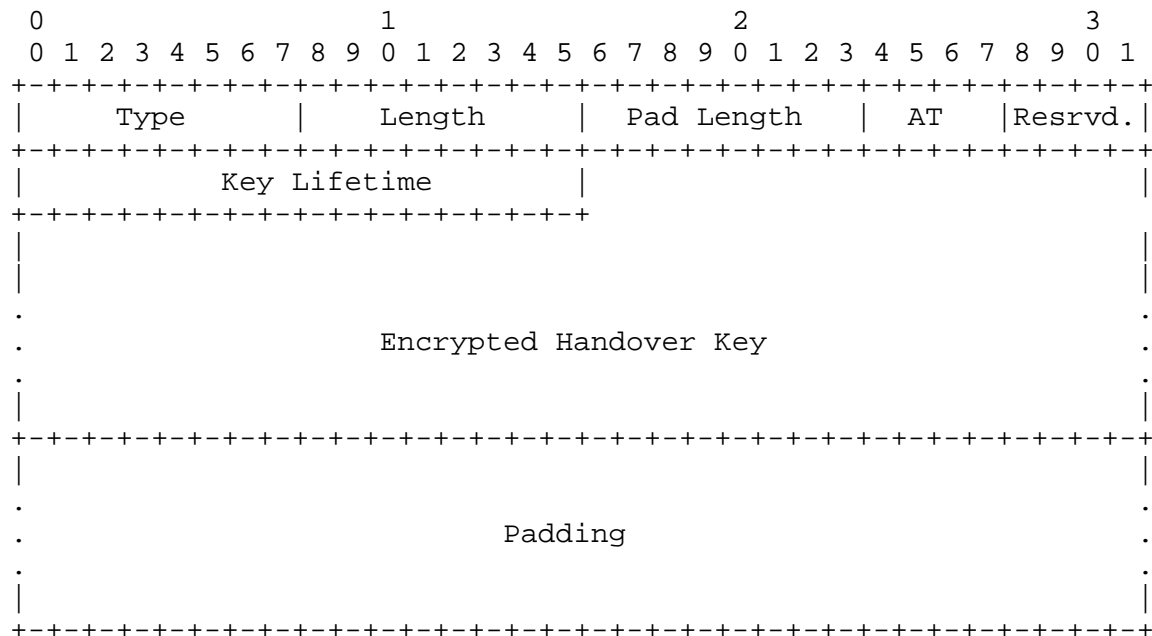 0                   1                   2                   3
 0 1 2 3 4 5 6 7 8 9 0 1 2 3 4 5 6 7 8 9 0 1 2 3 4 5 6 7 8 9 0 1
+-+-+-+-+-+-+-+-+-+-+-+-+-+-+-+-+-+-+-+-+-+-+-+-+-+-+-+-+-+-+-+-+
|     Type      |    Length     |  Pad Length   |  AT   |Resrvd.|
+-+-+-+-+-+-+-+-+-+-+-+-+-+-+-+-+-+-+-+-+-+-+-+-+-+-+-+-+-+-+-+-+
|           Key Lifetime        |                               |
+-+-+-+-+-+-+-+-+-+-+-+-+-+-+-+-+
|                                                               |
|                                                               |
.                                                               .
.                    Encrypted Handover Key                     .
.                                                               .
|                                                               |
+-+-+-+-+-+-+-+-+-+-+-+-+-+-+-+-+-+-+-+-+-+-+-+-+-+-+-+-+-+-+-+-+
|                                                               |
.                                                               .
.                           Padding                             .
.                                                               .
|                                                               |
+-+-+-+-+-+-+-+-+-+-+-+-+-+-+-+-+-+-+-+-+-+-+-+-+-+-+-+-+-+-+-+-+